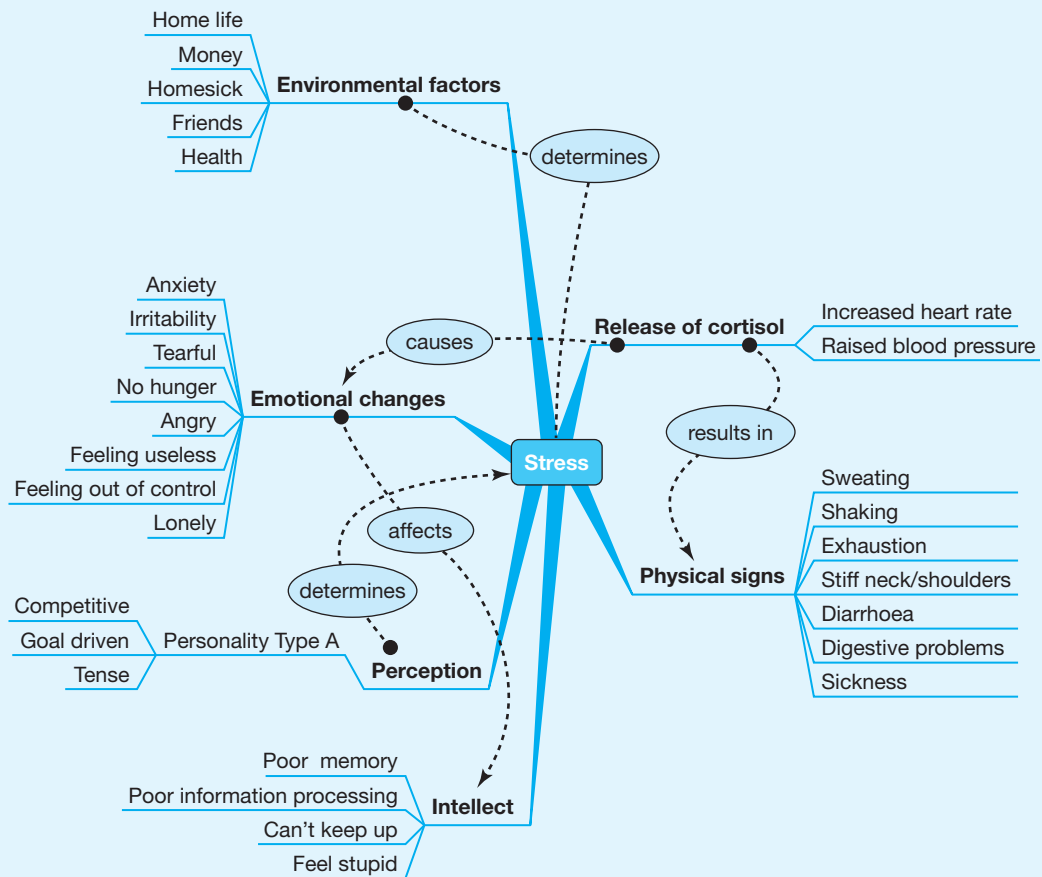 Home life
Money
Homesick
Friends
Health
Environmental factors
determines
Anxiety
Irritability
Tearful
No hunger
Angry
Feeling useless
Feeling out of control
Lonely
Emotional changes
causes
Release of cortisol
Increased heart rate
Raised blood pressure
results in
Stress
affects
determines
Physical signs
Sweating
Shaking
Exhaustion
Stiff neck/shoulders
Diarrhoea
Digestive problems
Sickness
Competitive
Goal driven
Tense
Personality Type A
Perception
Poor memory
Poor information processing
Can't keep up
Feel stupid
Intellect